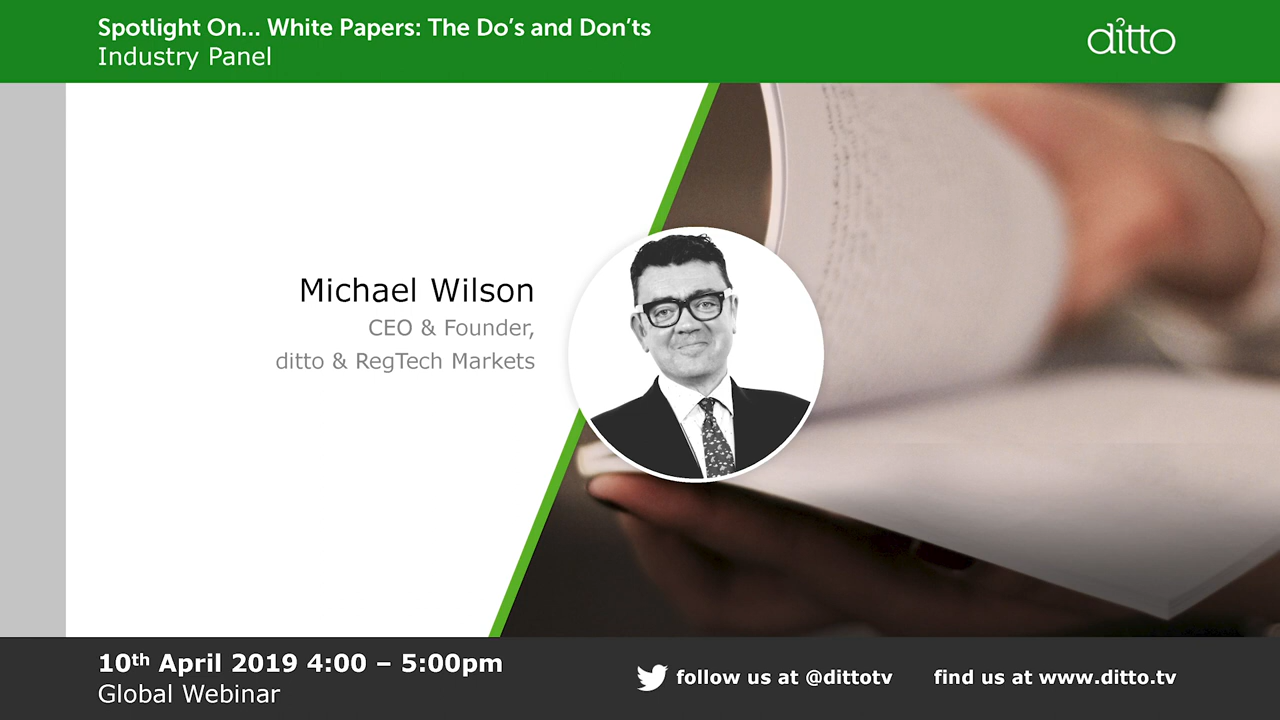 Spotlight On... White Papers: The Do’s and Don’ts
Industry Panel
ditto
Michael Wilson
CEO & Founder,
ditto & RegTech Markets
10th April 2019 4:00 – 5:00pm
Global Webinar
follow us at @dittotv
find us at www.ditto.tv